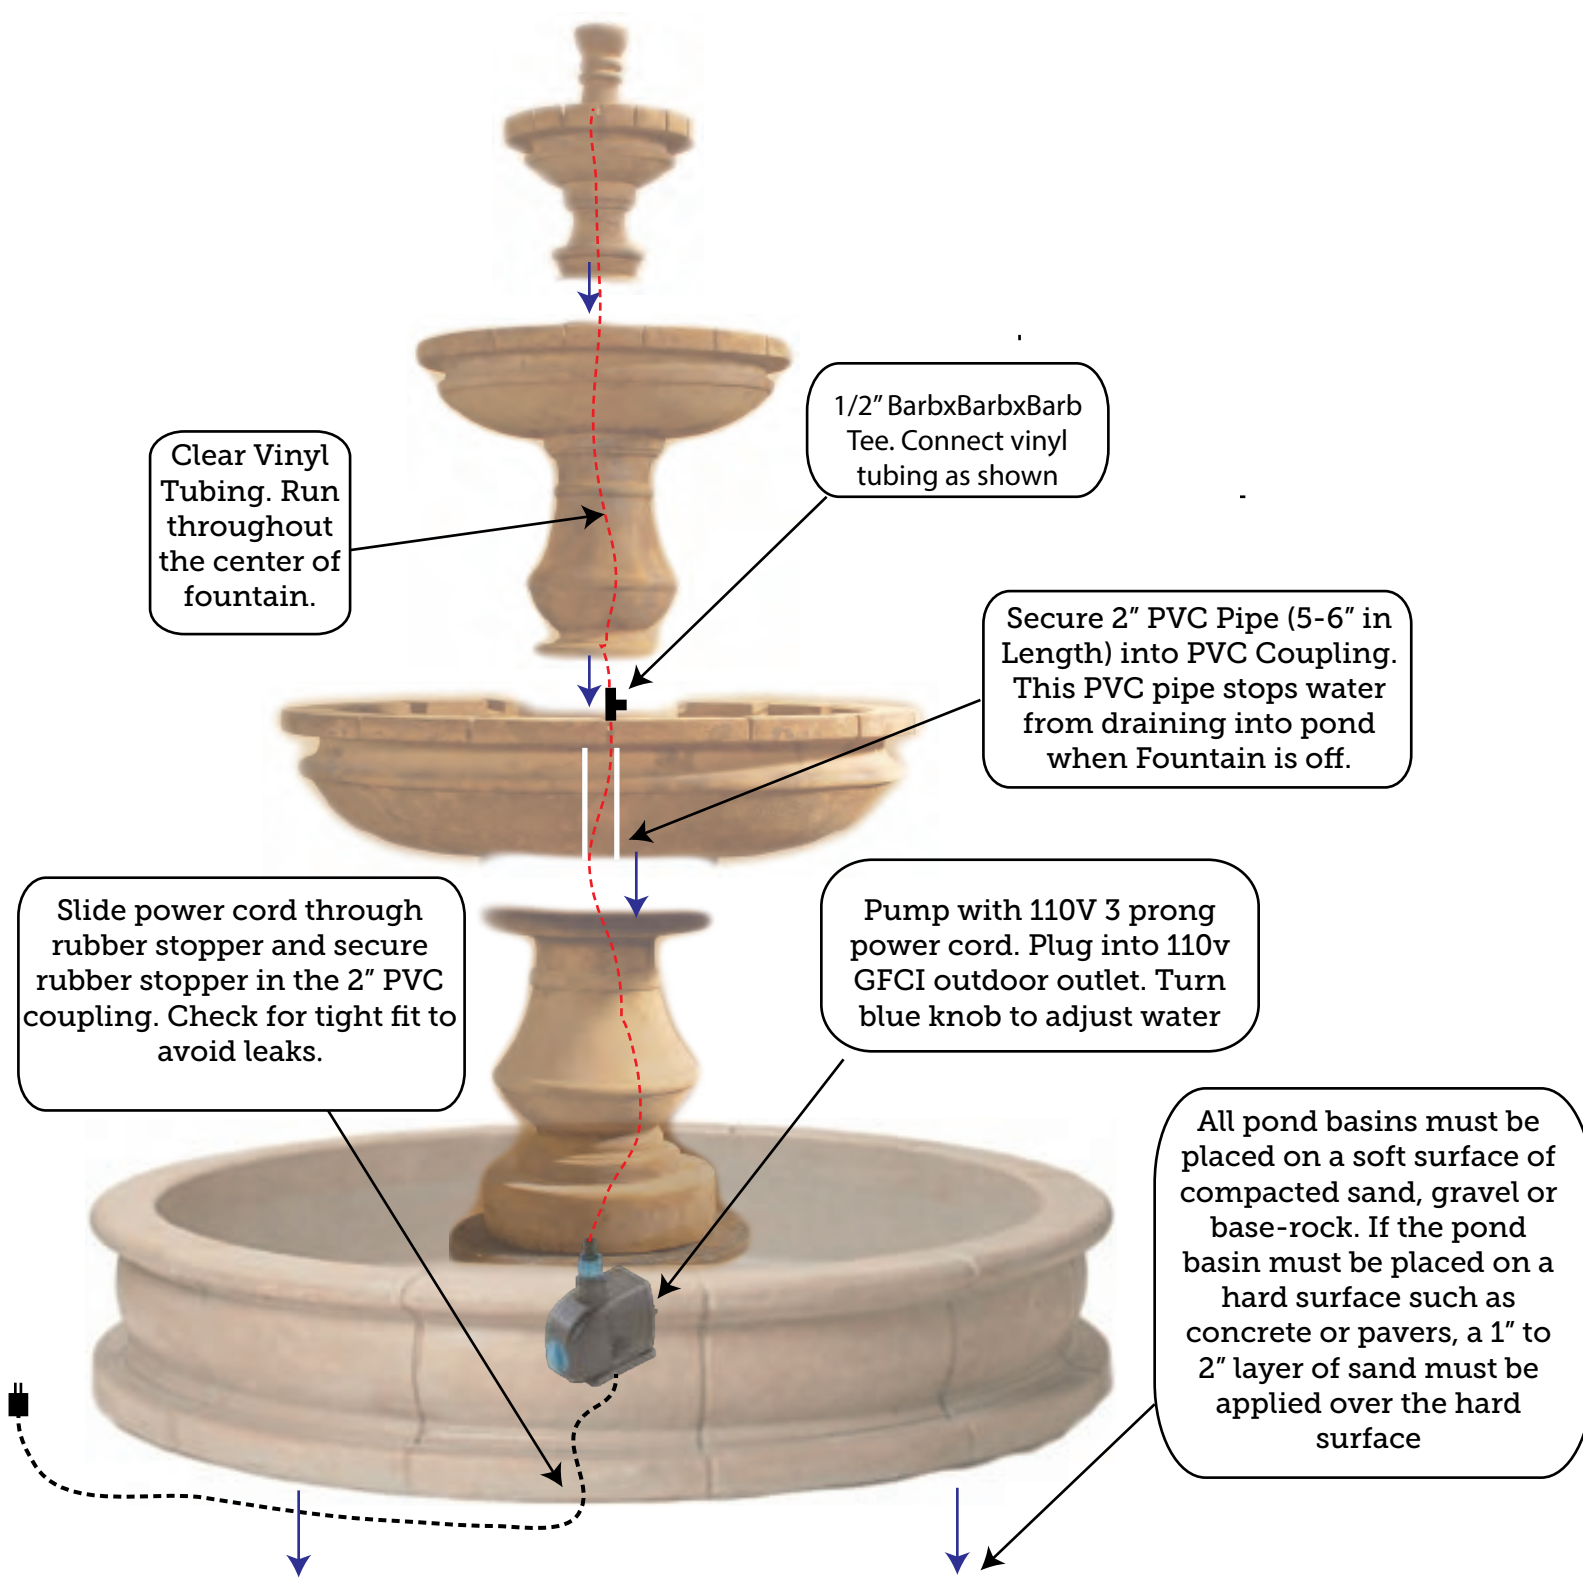 1/2" BarbxBarbxBarb
Tee. Connect vinyl
tubing as shown
Clear Vinyl
Tubing. Run
throughout
the center of
fountain.
Secure 2" PVC Pipe (5-6" in
Length) into PVC Coupling.
This PVC pipe stops water
from draining into pond
when Fountain is off.
Slide power cord through
rubber stopper and secure
rubber stopper in the 2" PVC
coupling. Check for tight fit to
avoid leaks.
Pump with 110V 3 prong
power cord. Plug into 110v
GFCI outdoor outlet. Turn
blue knob to adjust water
All pond basins must be
placed on a soft surface of
compacted sand, gravel or
base-rock. If the pond
basin must be placed on a
hard surface such as
concrete or pavers, a 1" to
2" layer of sand must be
applied over the hard
surface